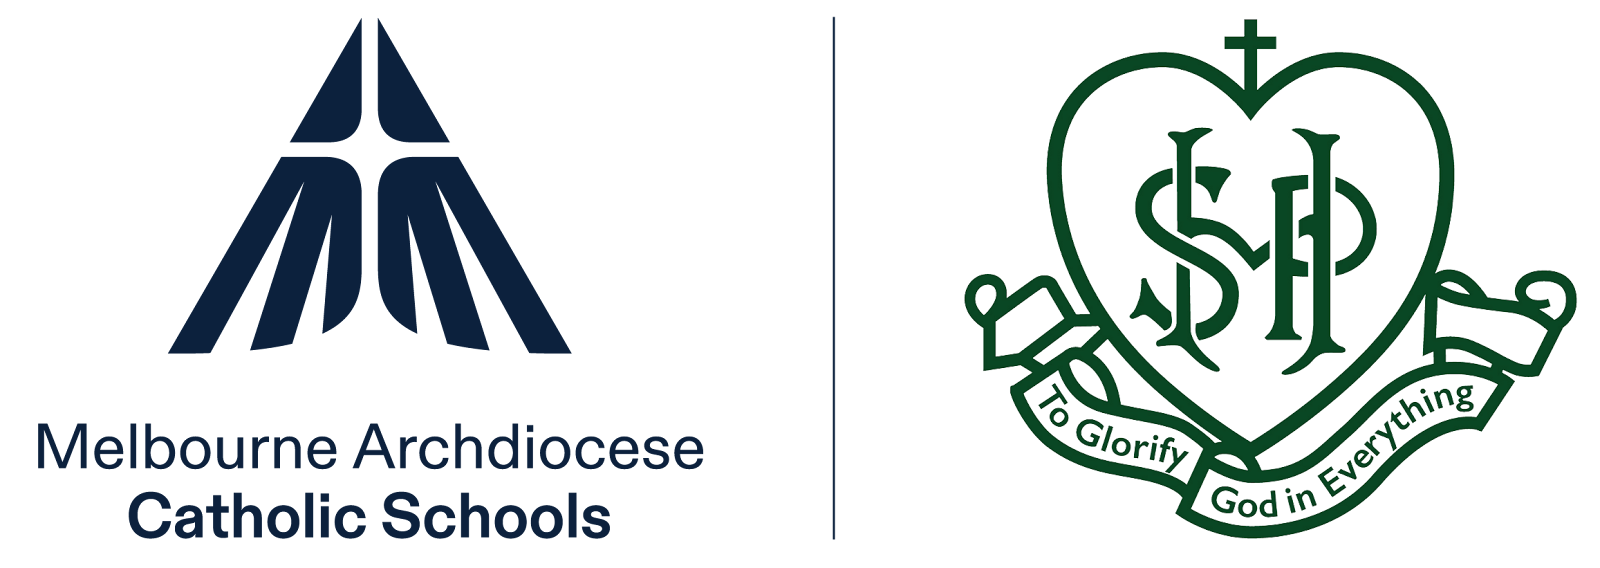 Melbourne Archdiocese
Catholic Schools
SHP
To Glorify
God in Everything